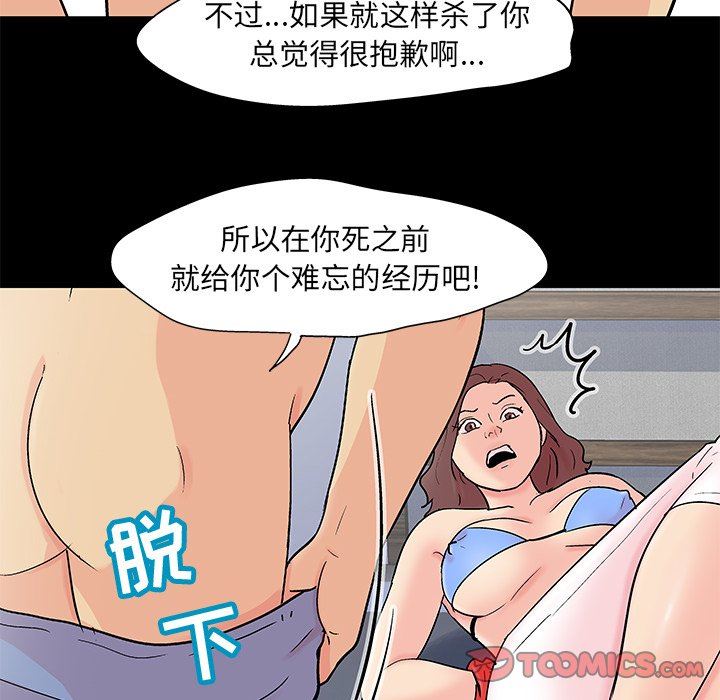 不过...如果就这样杀了你
总觉得很抱歉啊...
所以在你死之前
就给你个难忘的经历吧!
脱
下
TOOMICS.COM